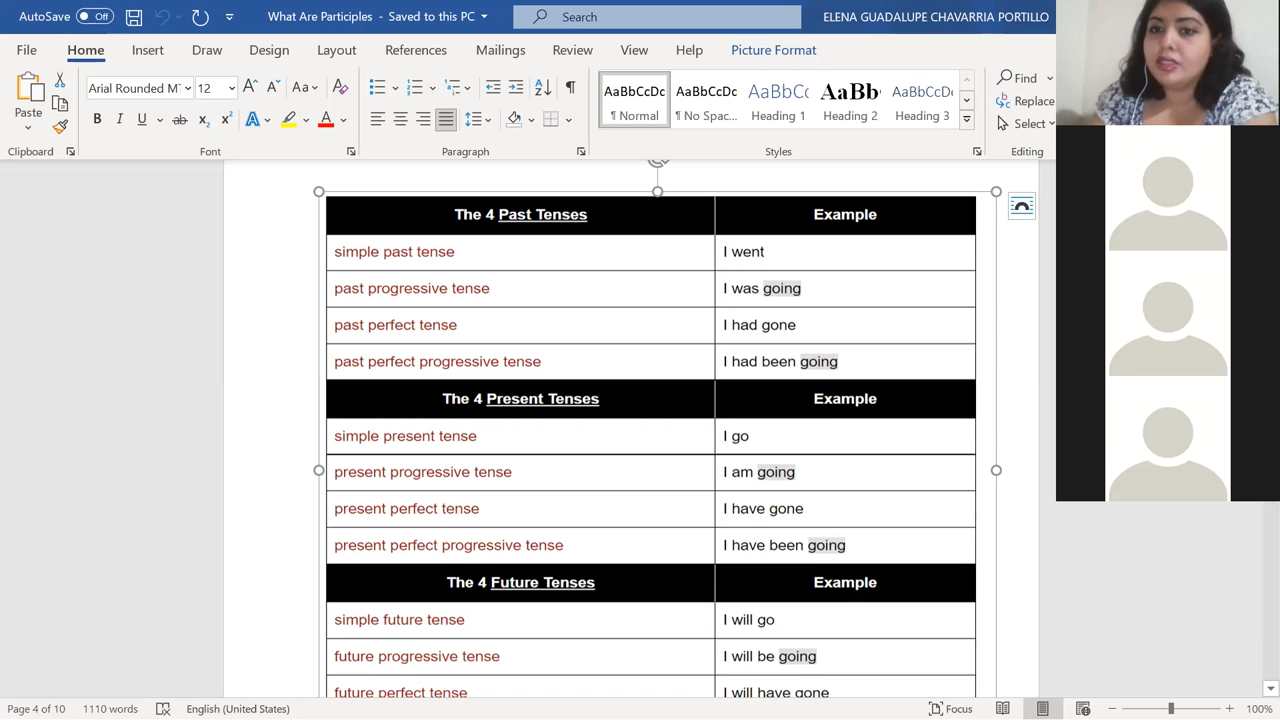 AutoSave Off What Are Participles - Saved to this PC Search ELENA GUADALUPE CHAVARRIA PORTILLO
File Home Insert Draw Design Layout References Mailings Review View Help Picture Format
Paste
Arial Rounded M 12
AaBbCcDc AaBbCcDc AaBbCc AaBb AaBbCcD
¶ Normal ¶ No Spac... Heading 1 Heading 2 Heading 3
Find
Replace
Select
Clipboard Font Paragraph Styles Editing
The 4 Past Tenses Example
simple past tense I went
past progressive tense I was going
past perfect tense I had gone
past perfect progressive tense I had been going
The 4 Present Tenses Example
simple present tense I go
present progressive tense I am going
present perfect tense I have gone
present perfect progressive tense I have been going
The 4 Future Tenses Example
simple future tense I will go
future progressive tense I will be going
future perfect tense I will have gone
Page 4 of 10 1110 words English (United States) Focus 100%